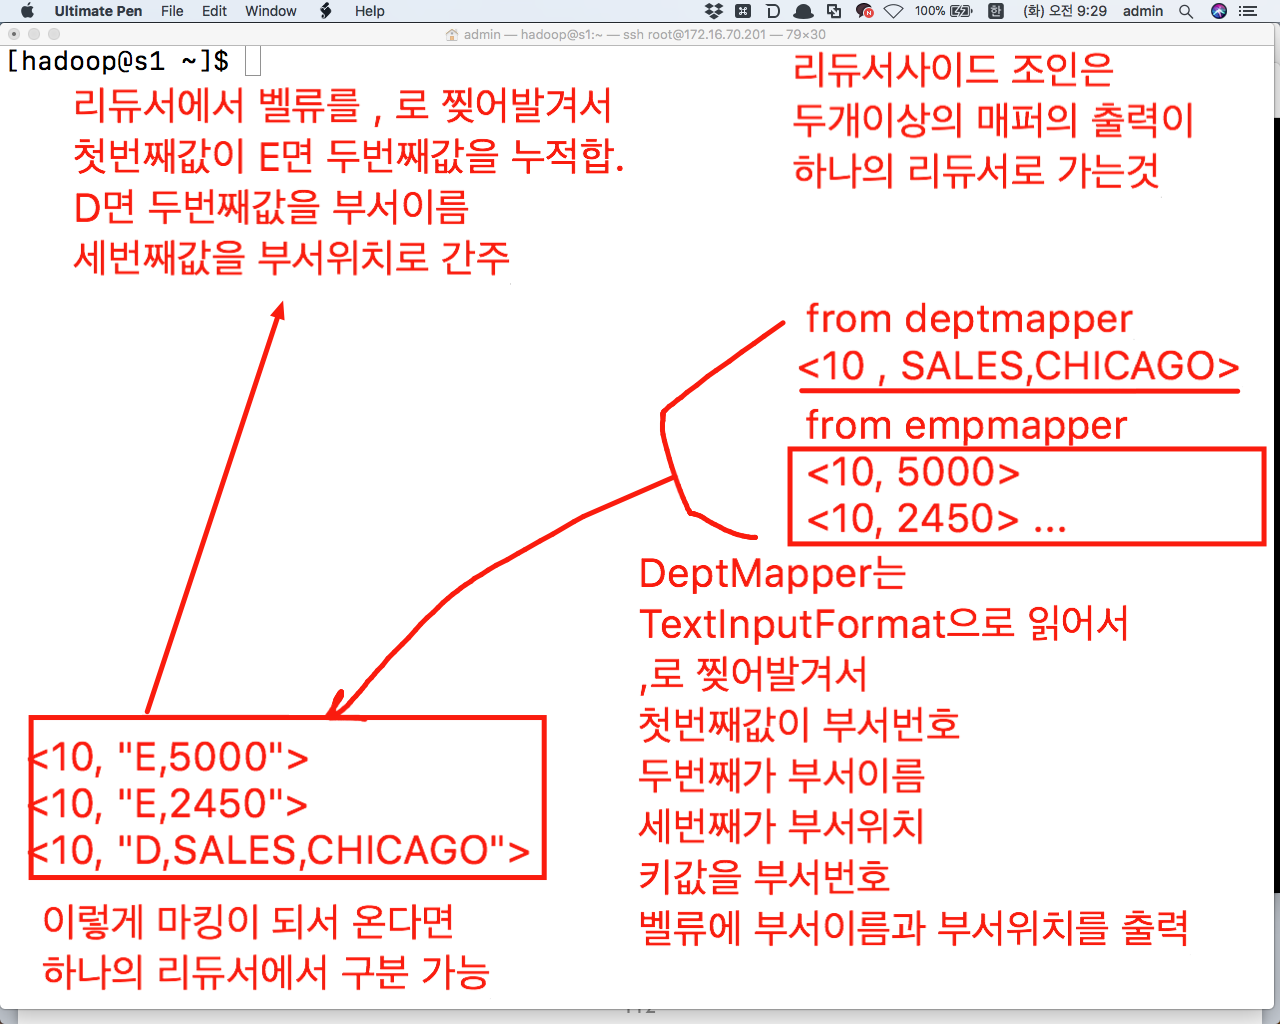 Ultimate Pen File Edit Window Help 100% 한 (화) 오전 9:29 admin
admin — hadoop@s1:~ — ssh root@172.16.70.201 — 79×30
[hadoop@s1 ~]$
리듀서에서 벨류를 , 로 찢어발겨서
첫번째값이 E면 두번째값을 누적합.
D면 두번째값을 부서이름
세번째값을 부서위치로 간주
리듀서사이드 조인은
두개이상의 매퍼의 출력이
하나의 리듀서로 가는것
from deptmapper
<10 , SALES,CHICAGO>
from empmapper
<10, 5000>
<10, 2450> ...
DeptMapper는
TextInputFormat으로 읽어서
,로 찢어발겨서
첫번째값이 부서번호
두번째가 부서이름
세번째가 부서위치
키값을 부서번호
벨류에 부서이름과 부서위치를 출력
<10, "E,5000">
<10, "E,2450">
<10, "D,SALES,CHICAGO">
이렇게 마킹이 되서 온다면
하나의 리듀서에서 구분 가능